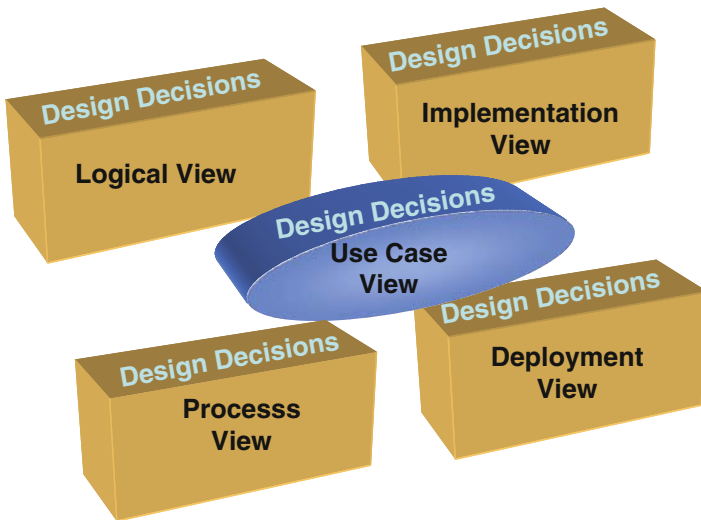 Design Decisions
Logical View
Design Decisions
Implementation
View
Design Decisions
Use Case
View
Design Decisions
Processs
View
Design Decisions
Deployment
View